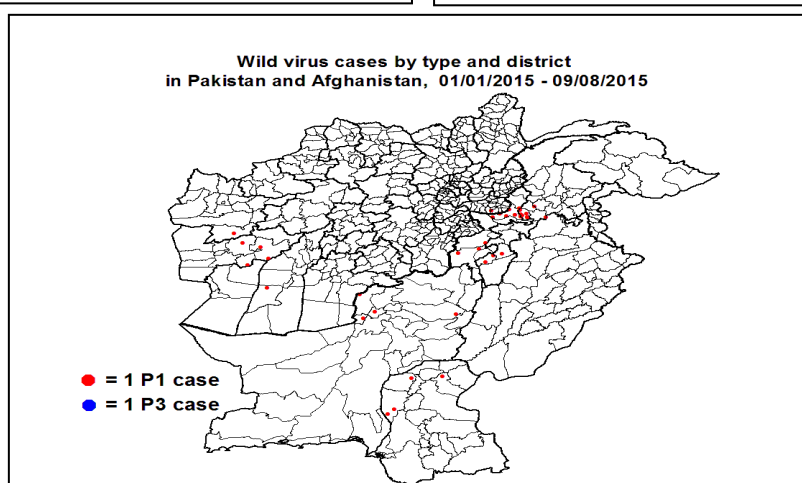 Wild virus cases by type and district
in Pakistan and Afghanistan, 01/01/2015 - 09/08/2015
= 1 P1 case
= 1 P3 case